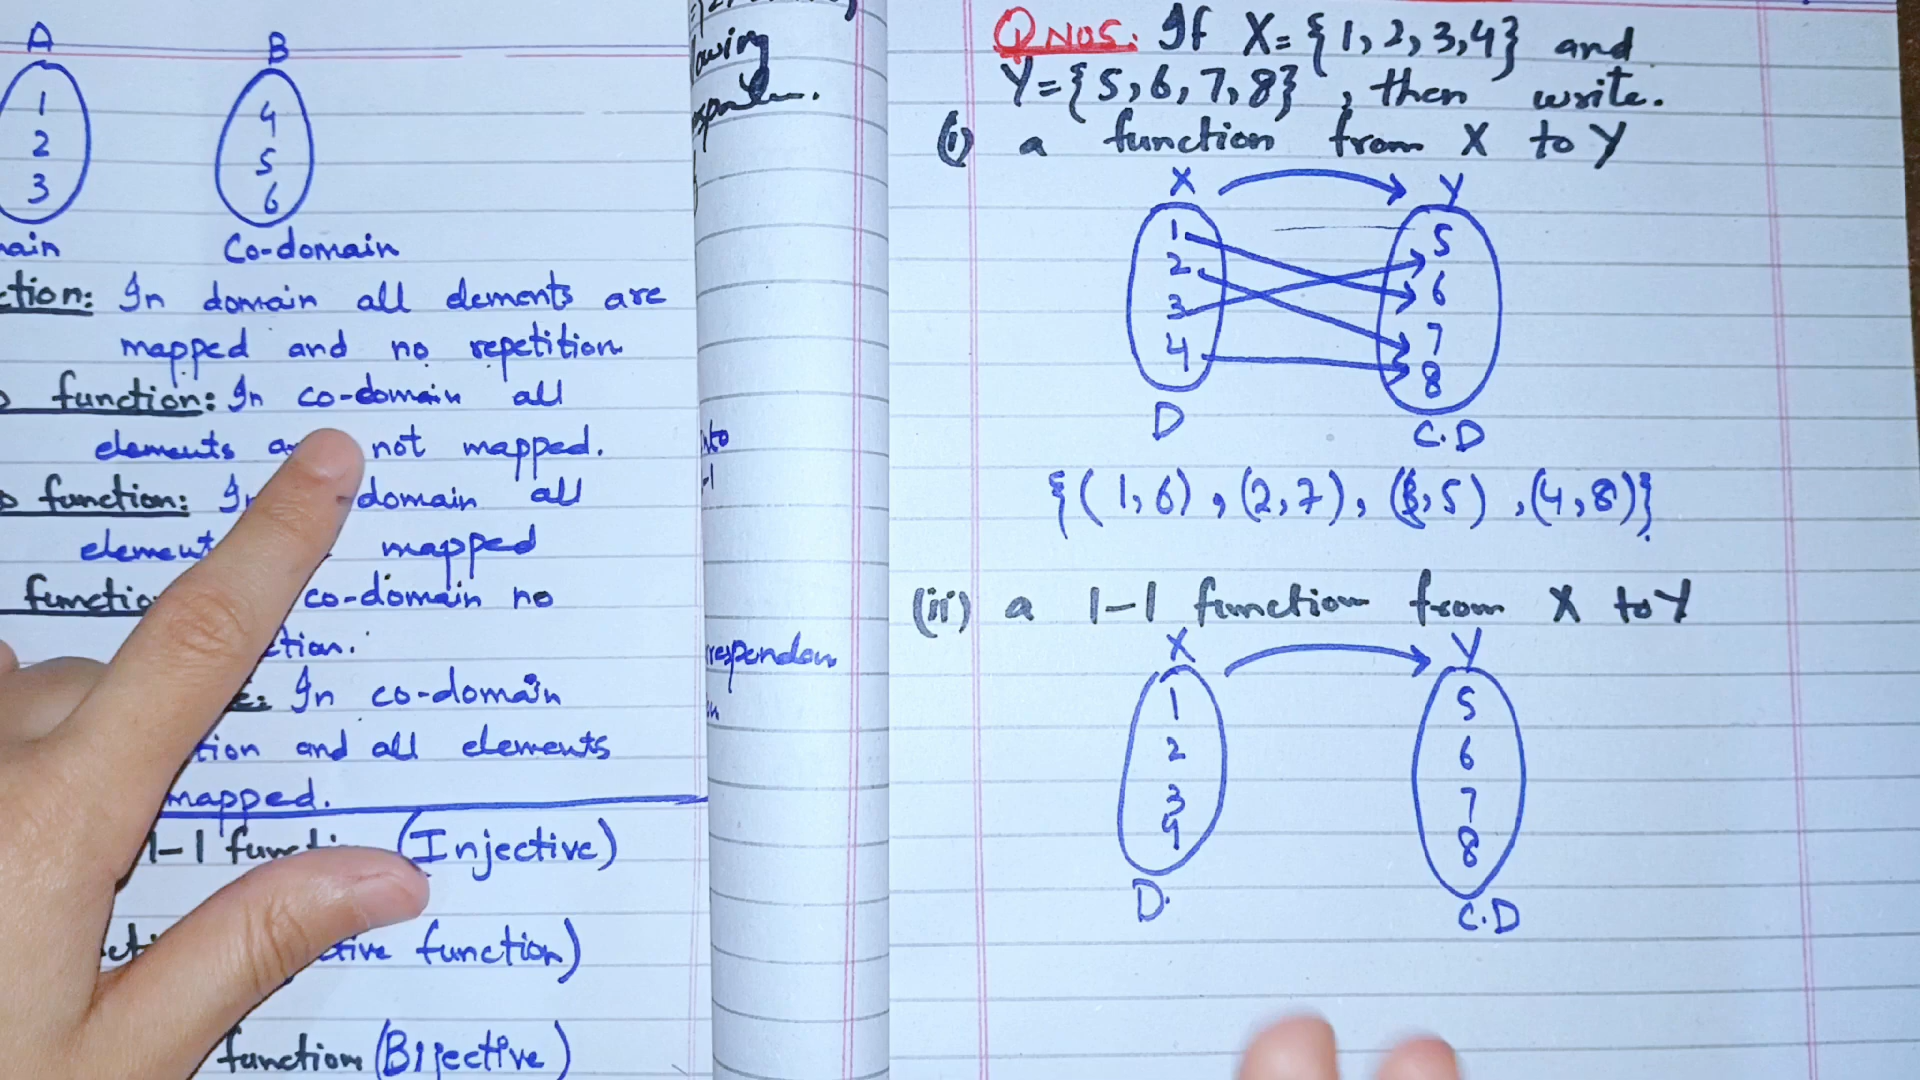 A B
1 4
2 5
3 6
Co-domain
In domain all elements are
mapped and no repetition
function: In co-domain all
elements not mapped.
function: domain all
mapped
co-domain no
In co-domain
and all elements
mapped.
1-1 (Injective)
function)
function (Bijective)
Q NO5: If X = {1, 2, 3, 4} and
Y = {5, 6, 7, 8}, then write.
(i) a function from X to Y
X Y
1 5
2 6
3 7
4 8
D C.D
{(1,6), (2,7), (3,5), (4,8)}
(ii) a 1-1 function from X to Y
X Y
1 5
2 6
3 7
4 8
D. C.D